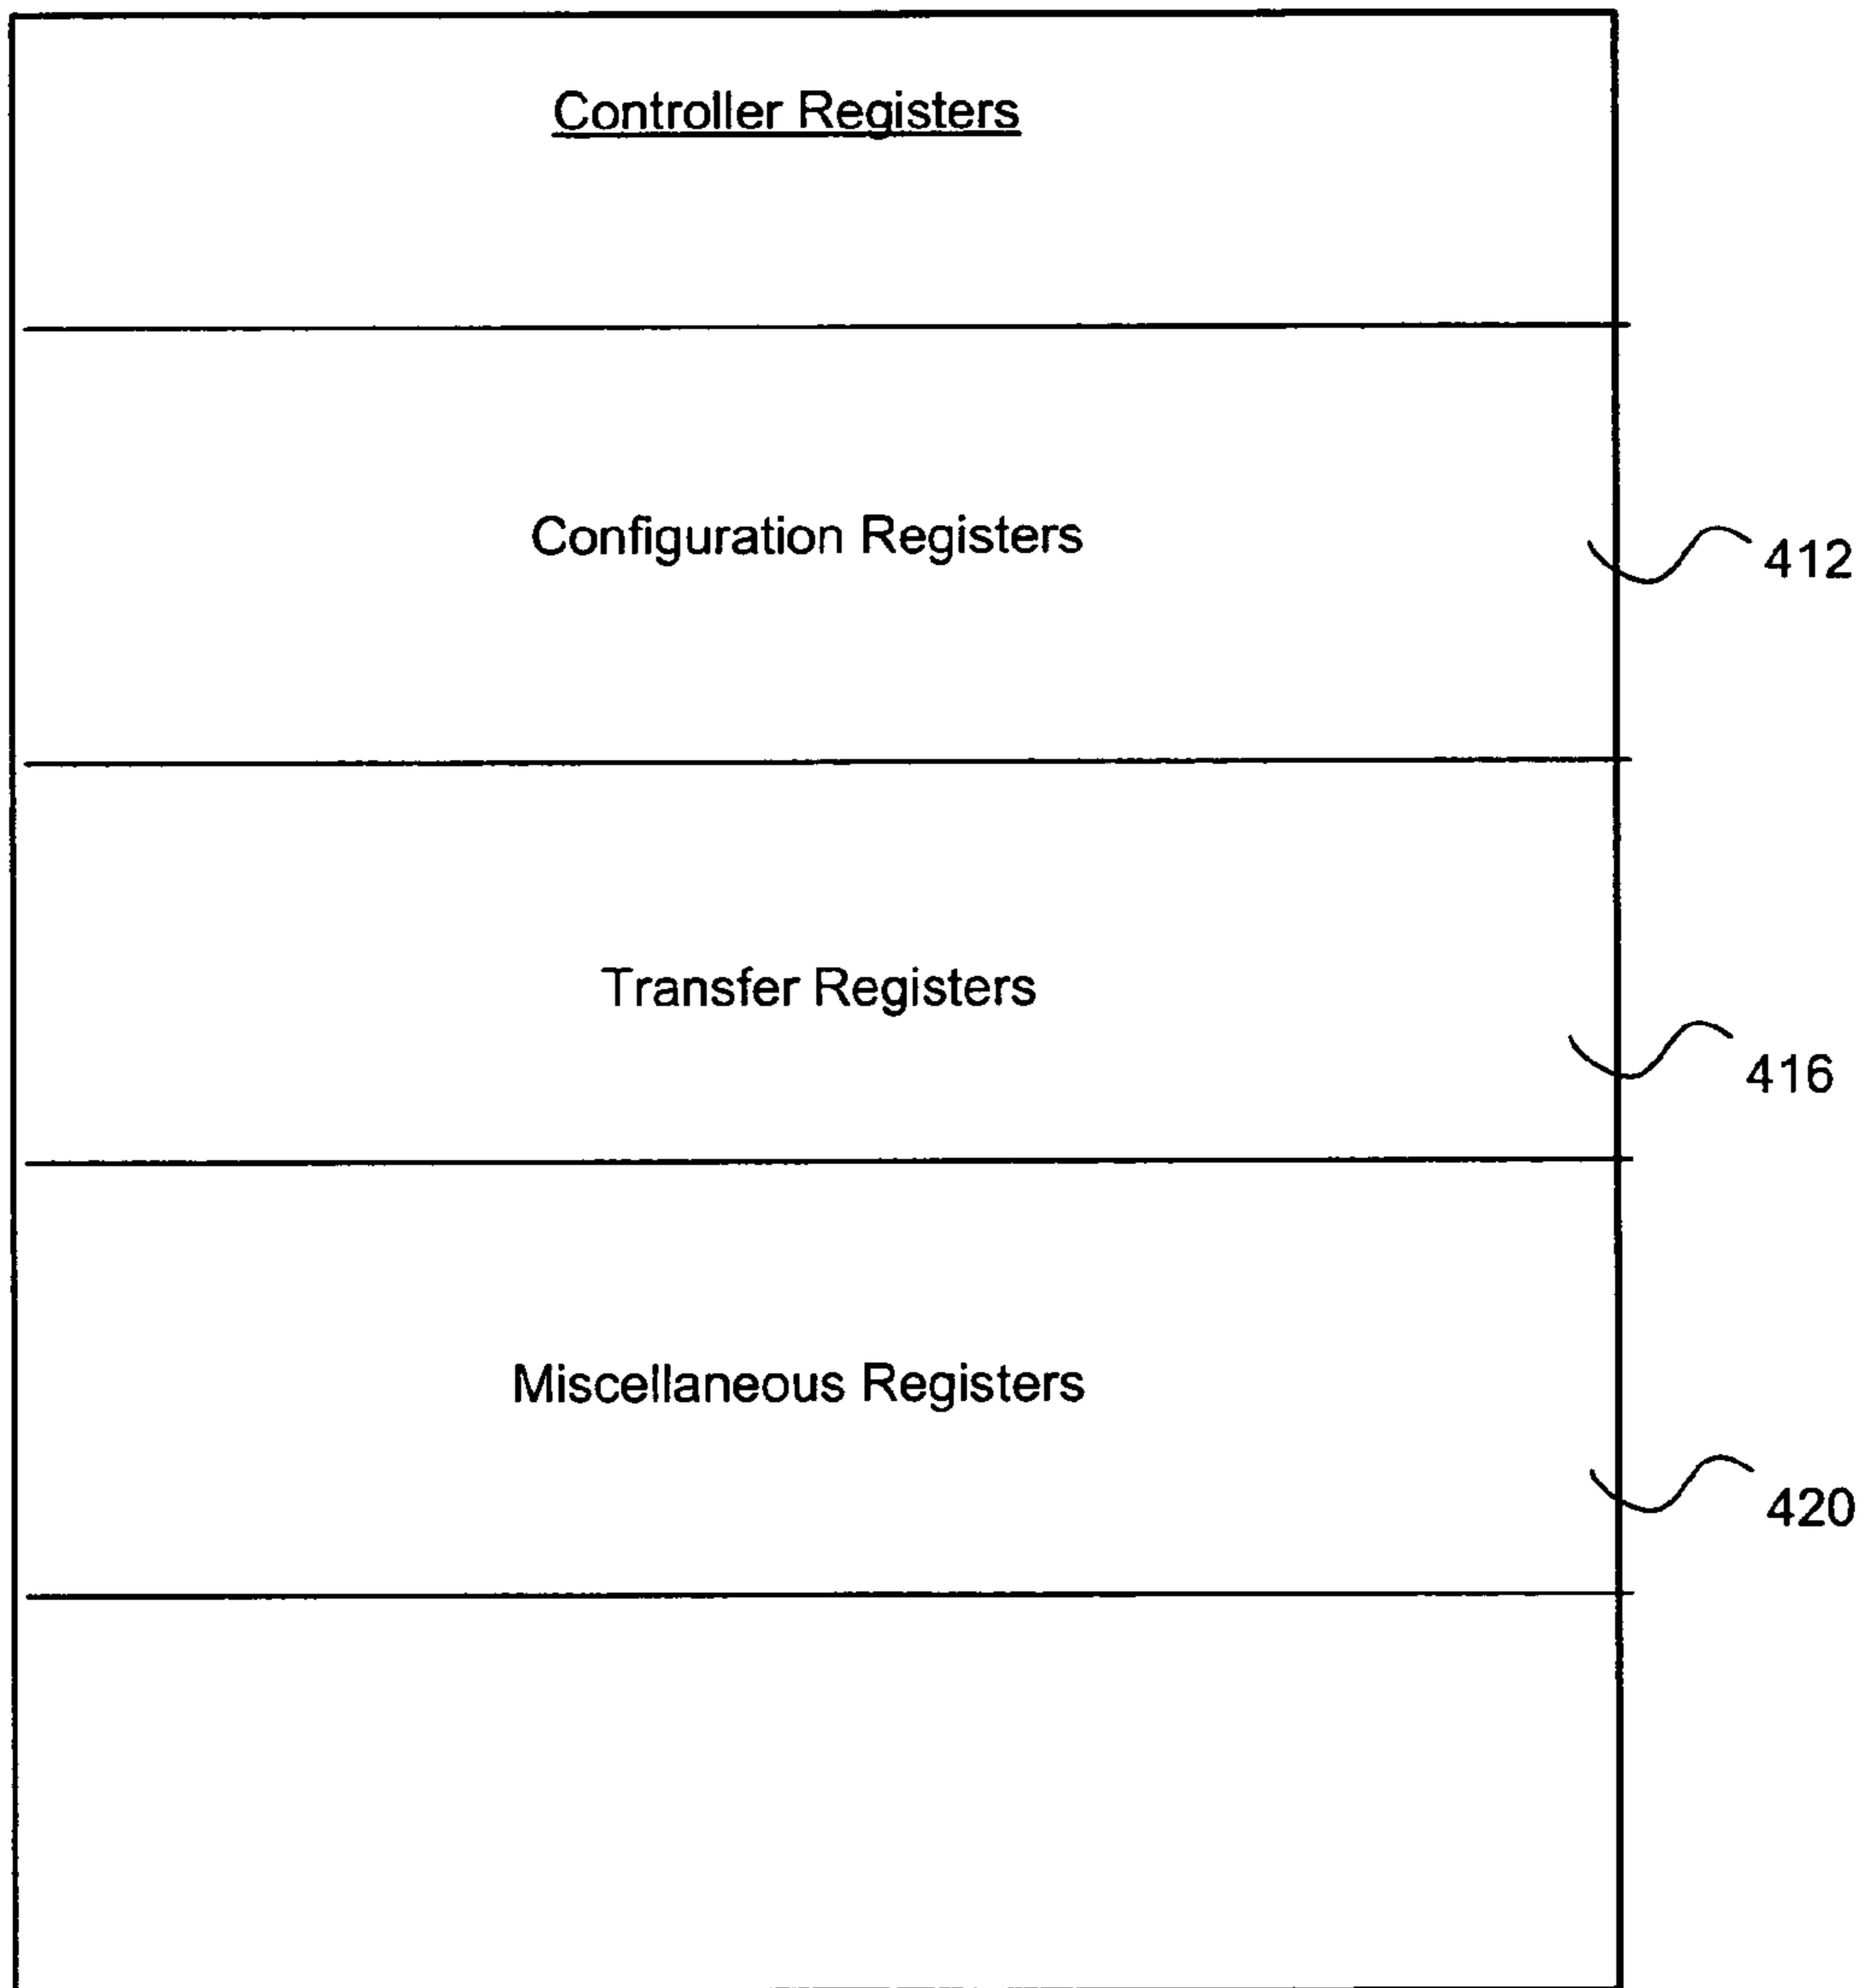 Controller Registers
Configuration Registers
412
Transfer Registers
416
Miscellaneous Registers
420